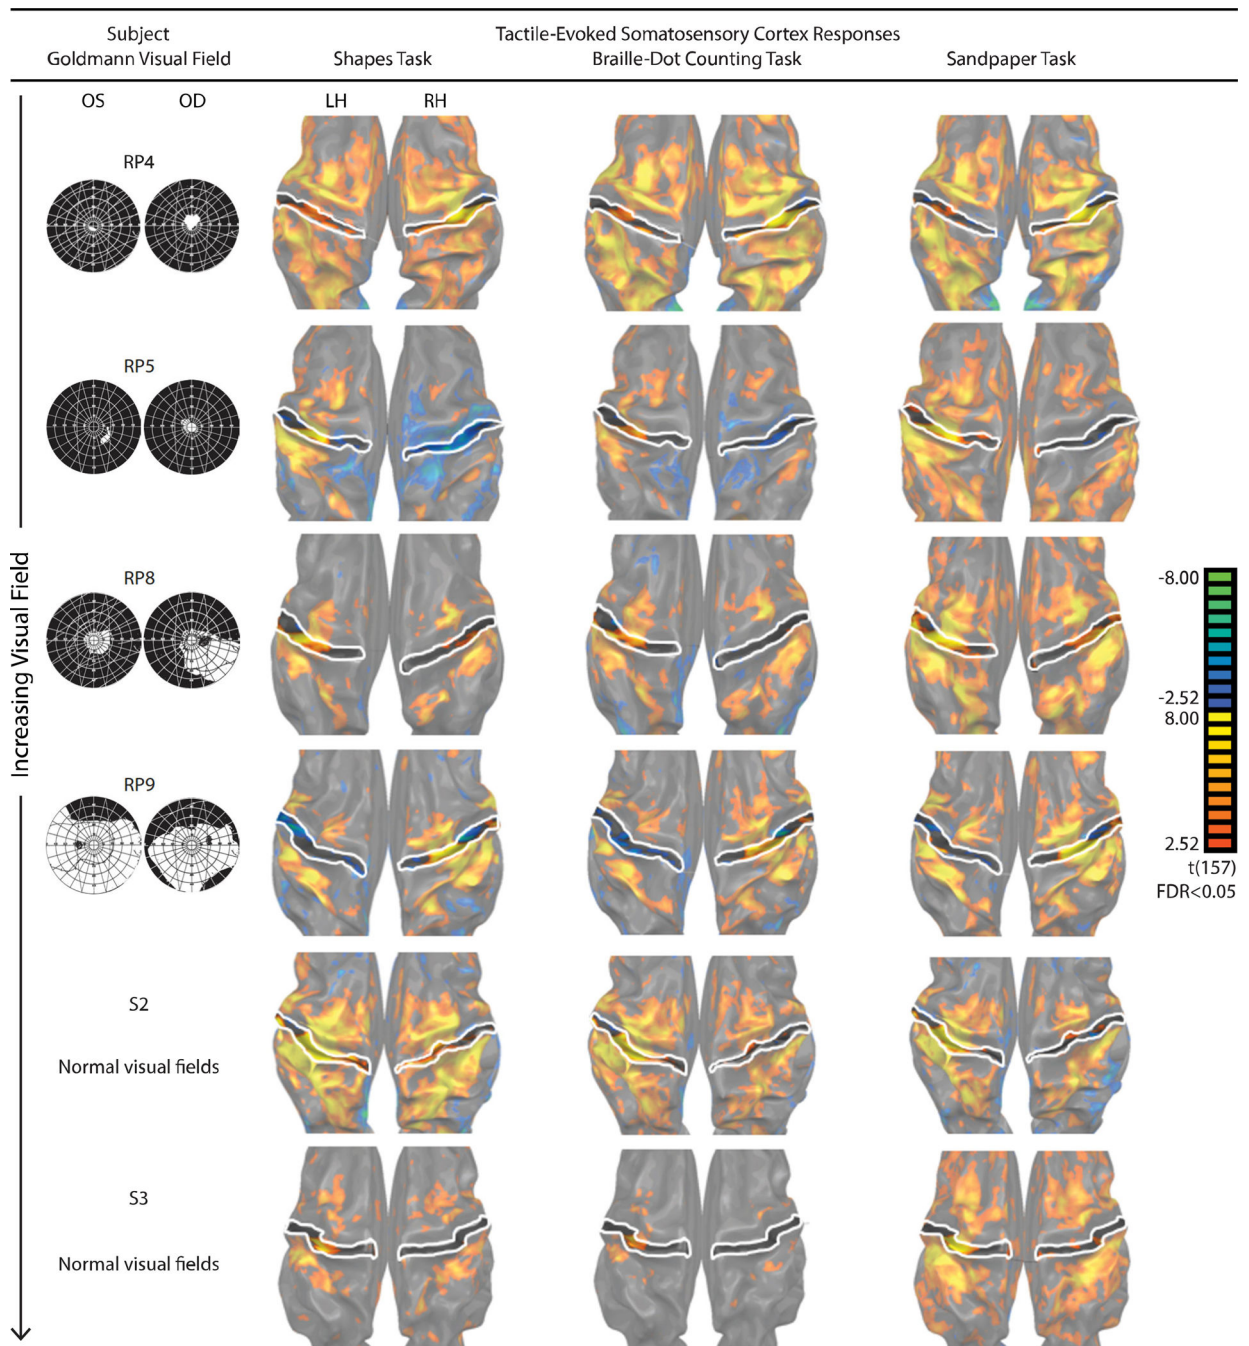 Subject
Goldmann Visual Field
Tactile-Evoked Somatosensory Cortex Responses
Shapes Task
Braille-Dot Counting Task
Sandpaper Task
OS
OD
LH
RH
RP4
RP5
RP8
RP9
S2
Normal visual fields
S3
Normal visual fields
Increasing Visual Field
-8.00
-2.52
8.00
2.52
t(157)
FDR<0.05